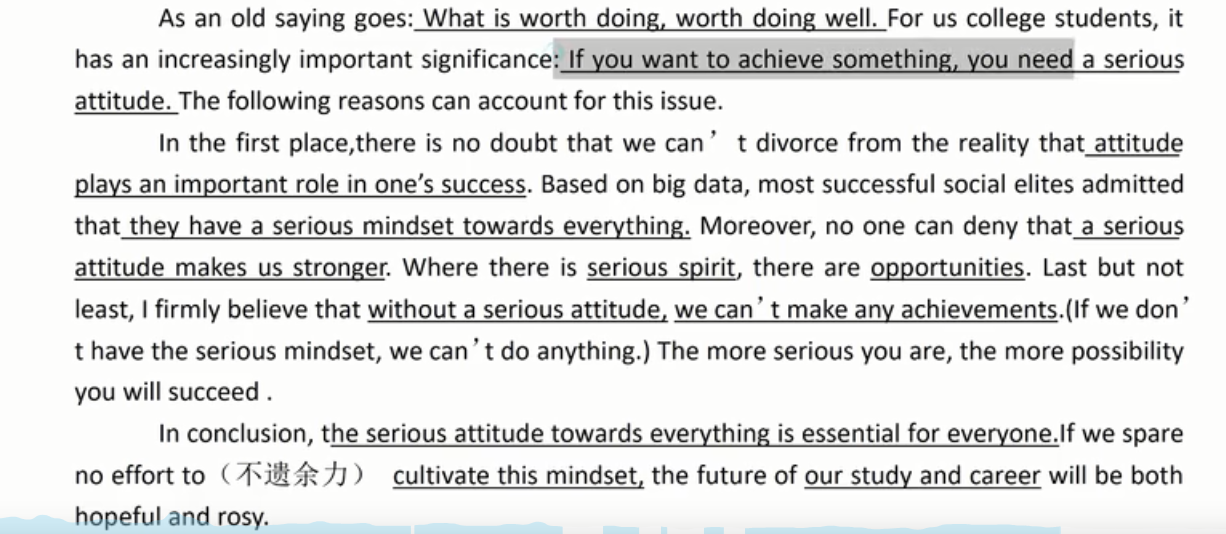 As an old saying goes: What is worth doing, worth doing well. For us college students, it
has an increasingly important significance: If you want to achieve something, you need a serious
attitude. The following reasons can account for this issue.
In the first place,there is no doubt that we can’ t divorce from the reality that attitude
plays an important role in one’s success. Based on big data, most successful social elites admitted
that they have a serious mindset towards everything. Moreover, no one can deny that a serious
attitude makes us stronger. Where there is serious spirit, there are opportunities. Last but not
least, I firmly believe that without a serious attitude, we can’t make any achievements.(If we don’
t have the serious mindset, we can’t do anything.) The more serious you are, the more possibility
you will succeed .
In conclusion, the serious attitude towards everything is essential for everyone.If we spare
no effort to（不遗余力） cultivate this mindset, the future of our study and career will be both
hopeful and rosy.